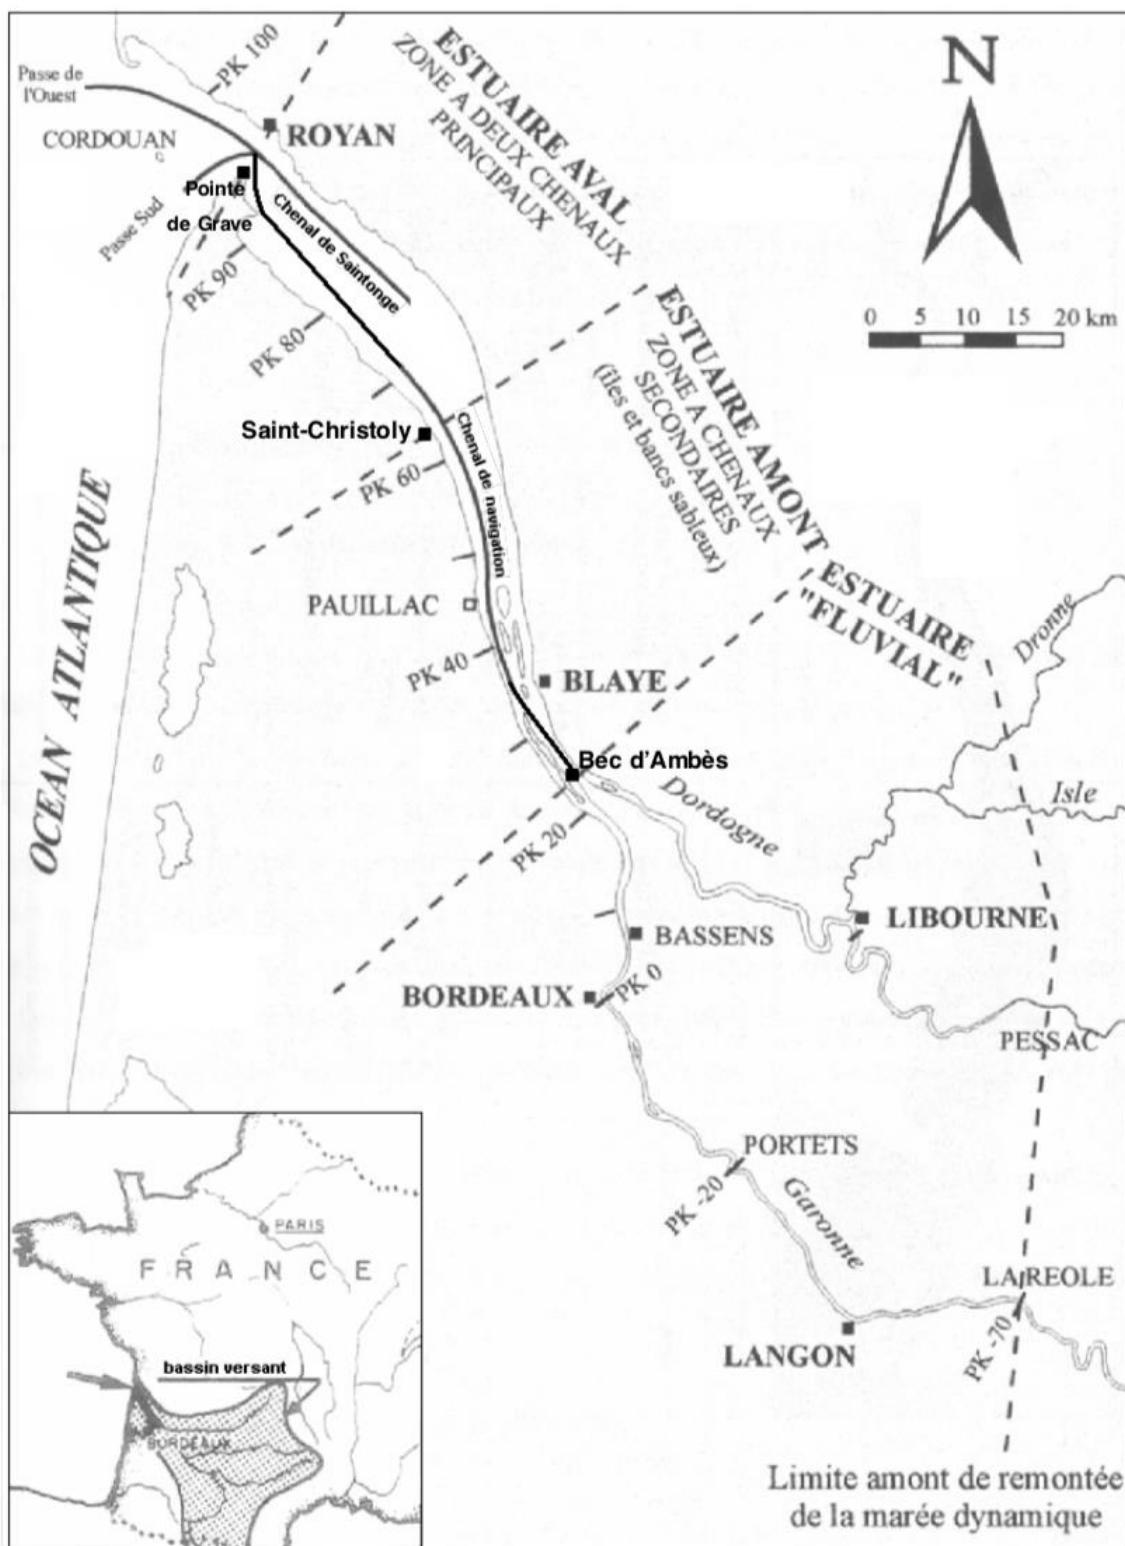 Passe de
l'Ouest
CORDOUAN
PK 100
ROYAN
Pointe
de Grave
Passe Sud
Chenal de Saintonge
PK 90
PK 80
ESTUAIRE AVAL
ZONE A DEUX CHENAUX
PRINCIPAUX
N
0 5 10 15 20 km
ESTUAIRE AMONT
ZONE A CHENAUX
SECONDAIRES
(îles et bancs sableux)
Saint-Christoly
Chenal de navigation
PK 60
OCEAN ATLANTIQUE
PAUILLAC
PK 40
BLAYE
ESTUAIRE
"FLUVIAL"
Dronne
Bec d'Ambès
Dordogne
Isle
PK 20
LIBOURNE
BASSENS
BORDEAUX
PK 0
PESSAC
PORTETS
PK -20
Garonne
LA REOLE
LANGON
PK -70
Limite amont de remontée
de la marée dynamique
PARIS
FRANCE
bassin versant
BORDEAUX